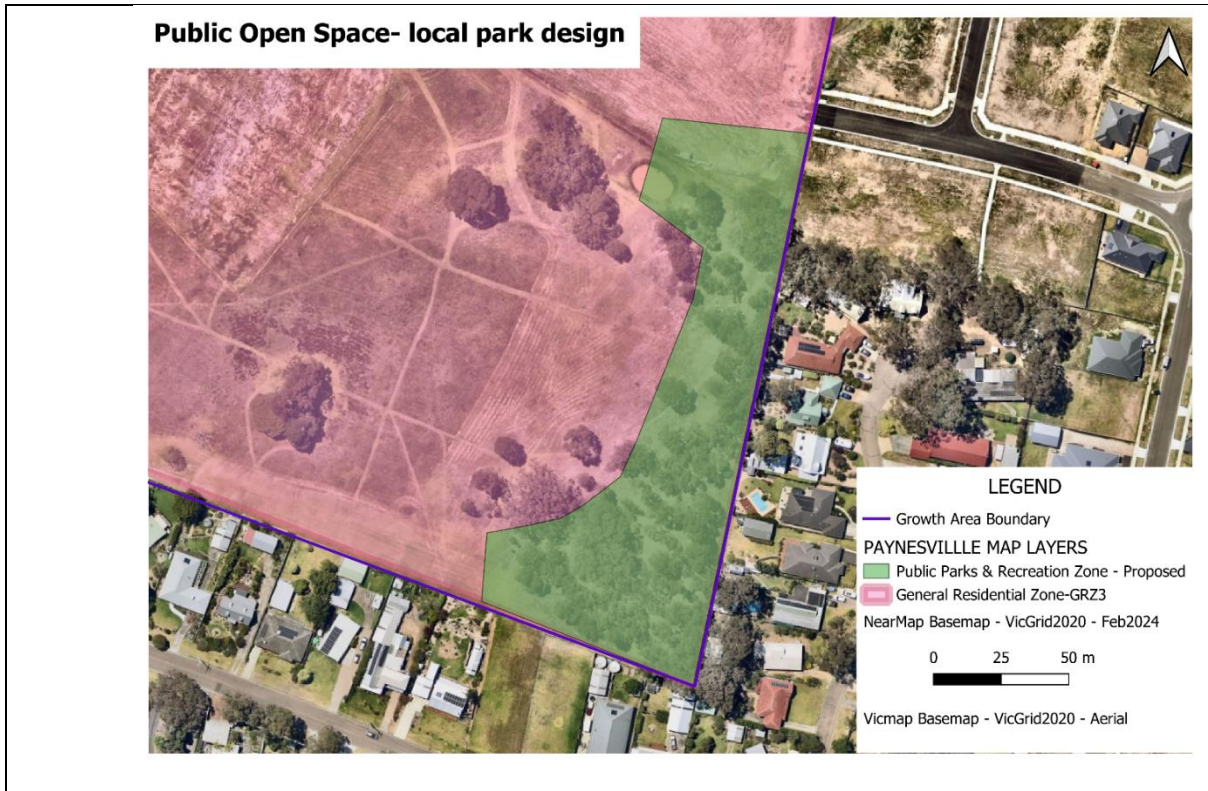 Public Open Space- local park design
LEGEND
Growth Area Boundary
PAYNESVILLLE MAP LAYERS
Public Parks & Recreation Zone - Proposed
General Residential Zone-GRZ3
NearMap Basemap - VicGrid2020 - Feb2024
0 25 50 m
Vicmap Basemap - VicGrid2020 - Aerial